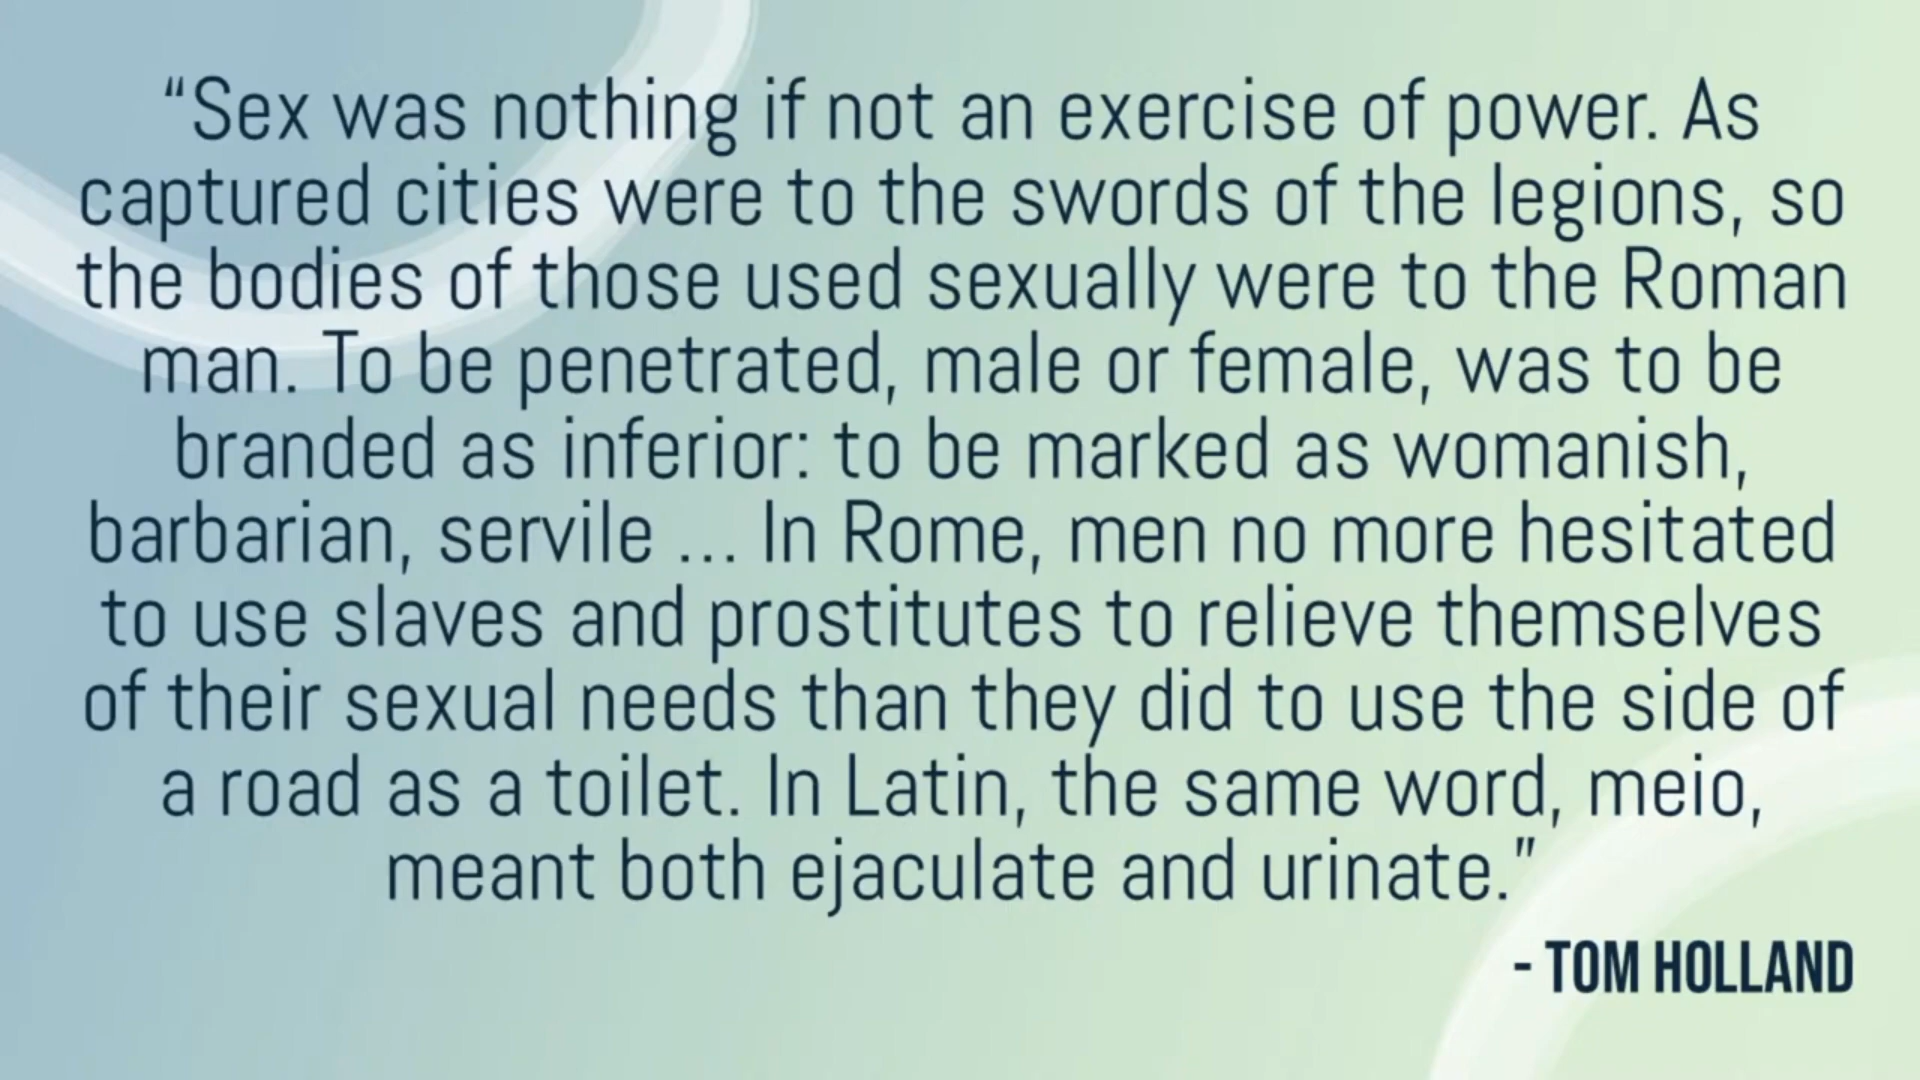 “Sex was nothing if not an exercise of power. As
captured cities were to the swords of the legions, so
the bodies of those used sexually were to the Roman
man. To be penetrated, male or female, was to be
branded as inferior: to be marked as womanish,
barbarian, servile ... In Rome, men no more hesitated
to use slaves and prostitutes to relieve themselves
of their sexual needs than they did to use the side of
a road as a toilet. In Latin, the same word, meio,
meant both ejaculate and urinate.”
- TOM HOLLAND